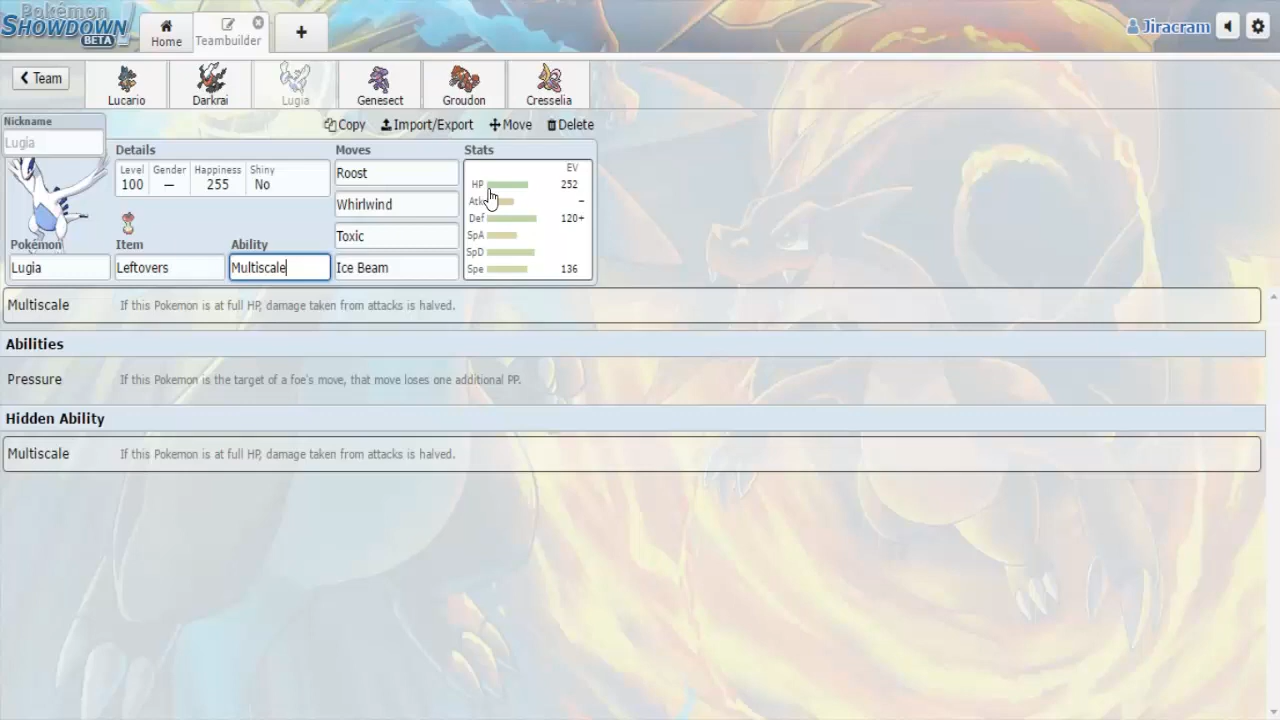 Pokémon
SHOWDOWN
BETA
Home
Teambuilder
+
Jiracram
Team
Lucario
Darkrai
Lugia
Genesect
Groudon
Cresselia
Copy
Import/Export
Move
Delete
Nickname
Lugia
Details
Moves
Stats
Level
Gender
Happiness
Shiny
100
—
255
No
Roost
Whirlwind
Toxic
Ice Beam
EV
HP 252
Atk –
Def 120+
SpA
SpD
Spe 136
Pokémon
Item
Ability
Lugia
Leftovers
Multiscale
Multiscale If this Pokemon is at full HP, damage taken from attacks is halved.
Abilities
Pressure If this Pokemon is the target of a foe's move, that move loses one additional PP.
Hidden Ability
Multiscale If this Pokemon is at full HP, damage taken from attacks is halved.